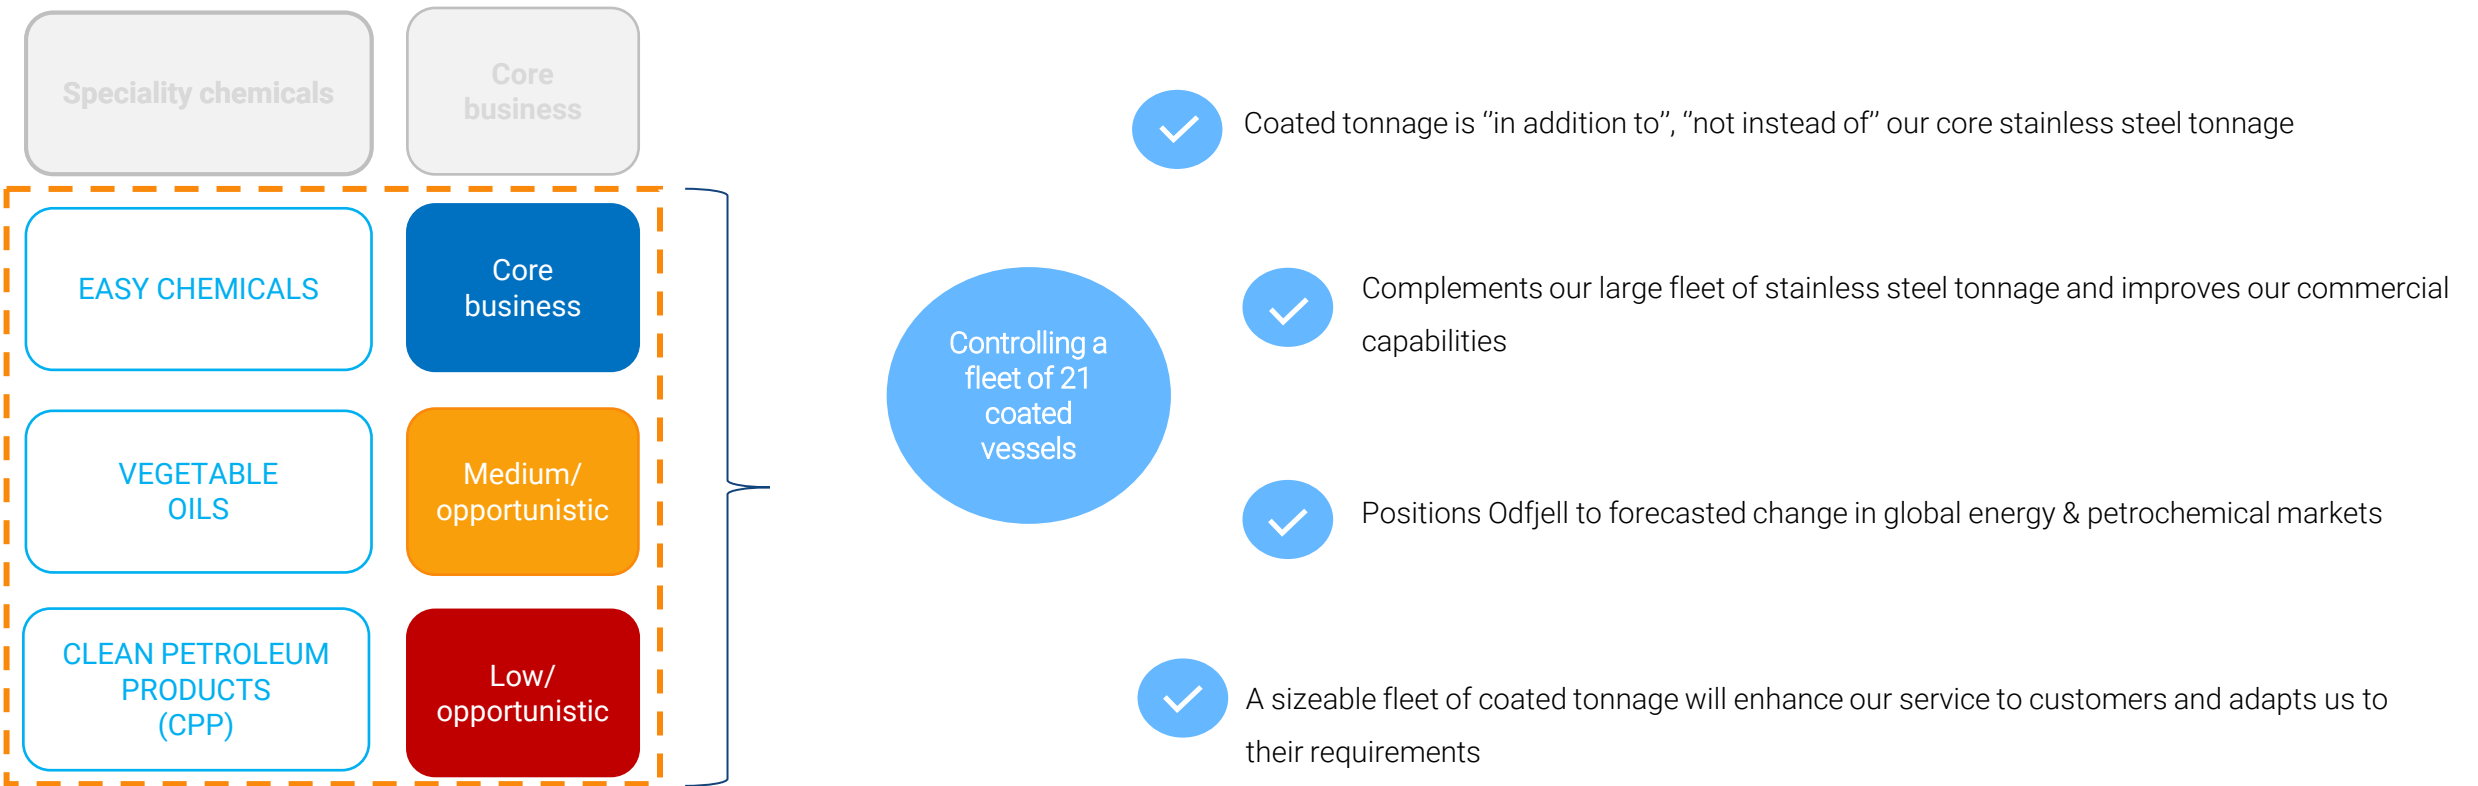 Speciality chemicals
Core
business
EASY CHEMICALS
Core
business
VEGETABLE
OILS
Medium/
opportunistic
CLEAN PETROLEUM
PRODUCTS
(CPP)
Low/
opportunistic
Controlling a
fleet of 21
coated
vessels
Coated tonnage is “in addition to”, “not instead of” our core stainless steel tonnage
Complements our large fleet of stainless steel tonnage and improves our commercial
capabilities
Positions Odfjell to forecasted change in global energy & petrochemical markets
A sizeable fleet of coated tonnage will enhance our service to customers and adapts us to
their requirements